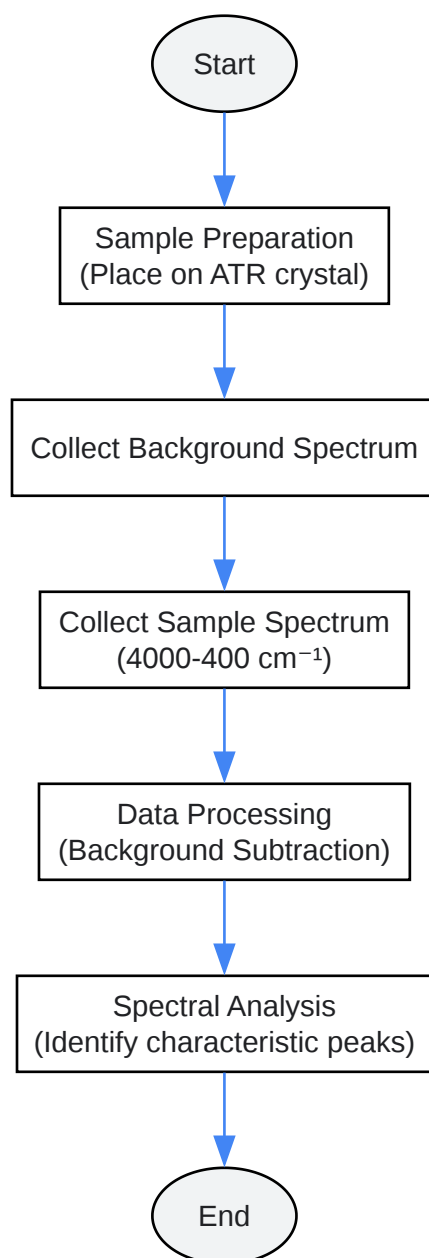 Start
Sample Preparation
(Place on ATR crystal)
Collect Background Spectrum
Collect Sample Spectrum
(4000-400 cm⁻¹)
Data Processing
(Background Subtraction)
Spectral Analysis
(Identify characteristic peaks)
End